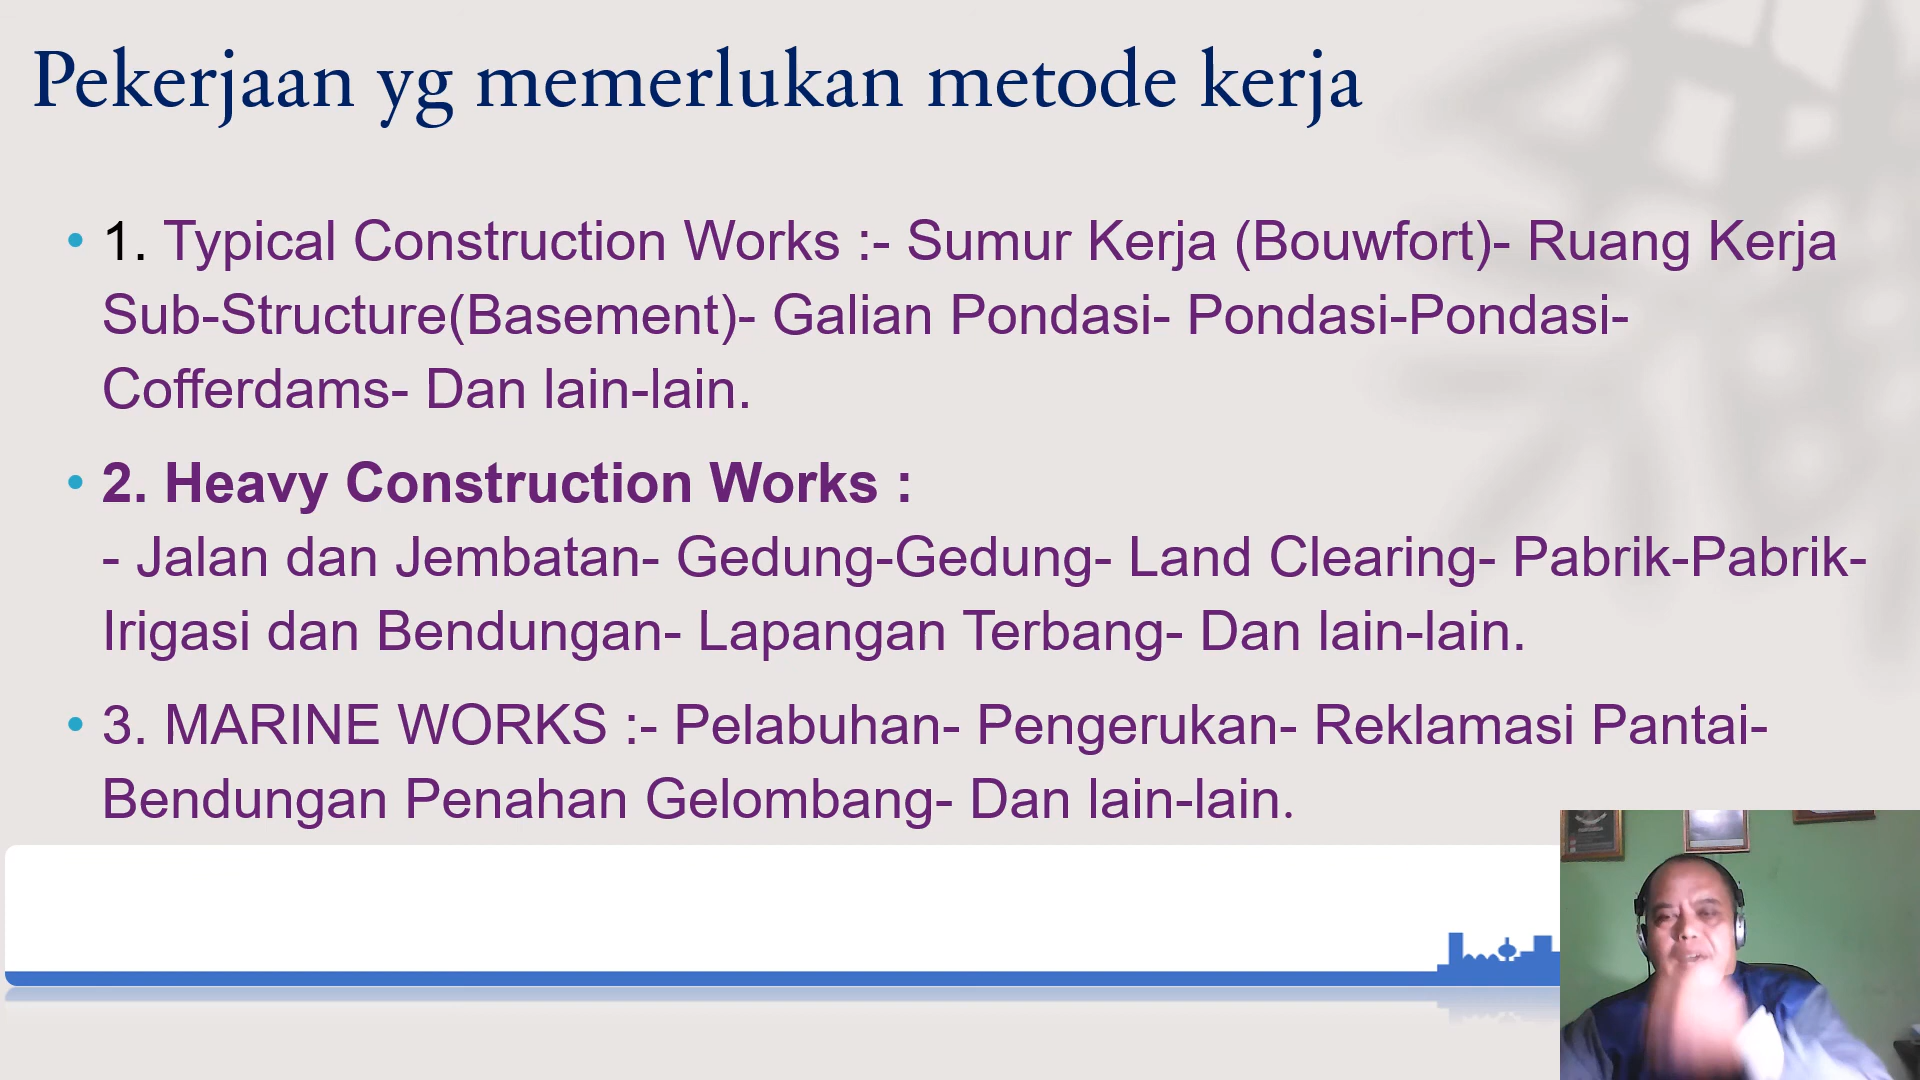 Pekerjaan yg memerlukan metode kerja
• 1. Typical Construction Works :- Sumur Kerja (Bouwfort)- Ruang Kerja
Sub-Structure(Basement)- Galian Pondasi- Pondasi-Pondasi-
Cofferdams- Dan lain-lain.
• 2. Heavy Construction Works :
- Jalan dan Jembatan- Gedung-Gedung- Land Clearing- Pabrik-Pabrik-
Irigasi dan Bendungan- Lapangan Terbang- Dan lain-lain.
• 3. MARINE WORKS :- Pelabuhan- Pengerukan- Reklamasi Pantai-
Bendungan Penahan Gelombang- Dan lain-lain.